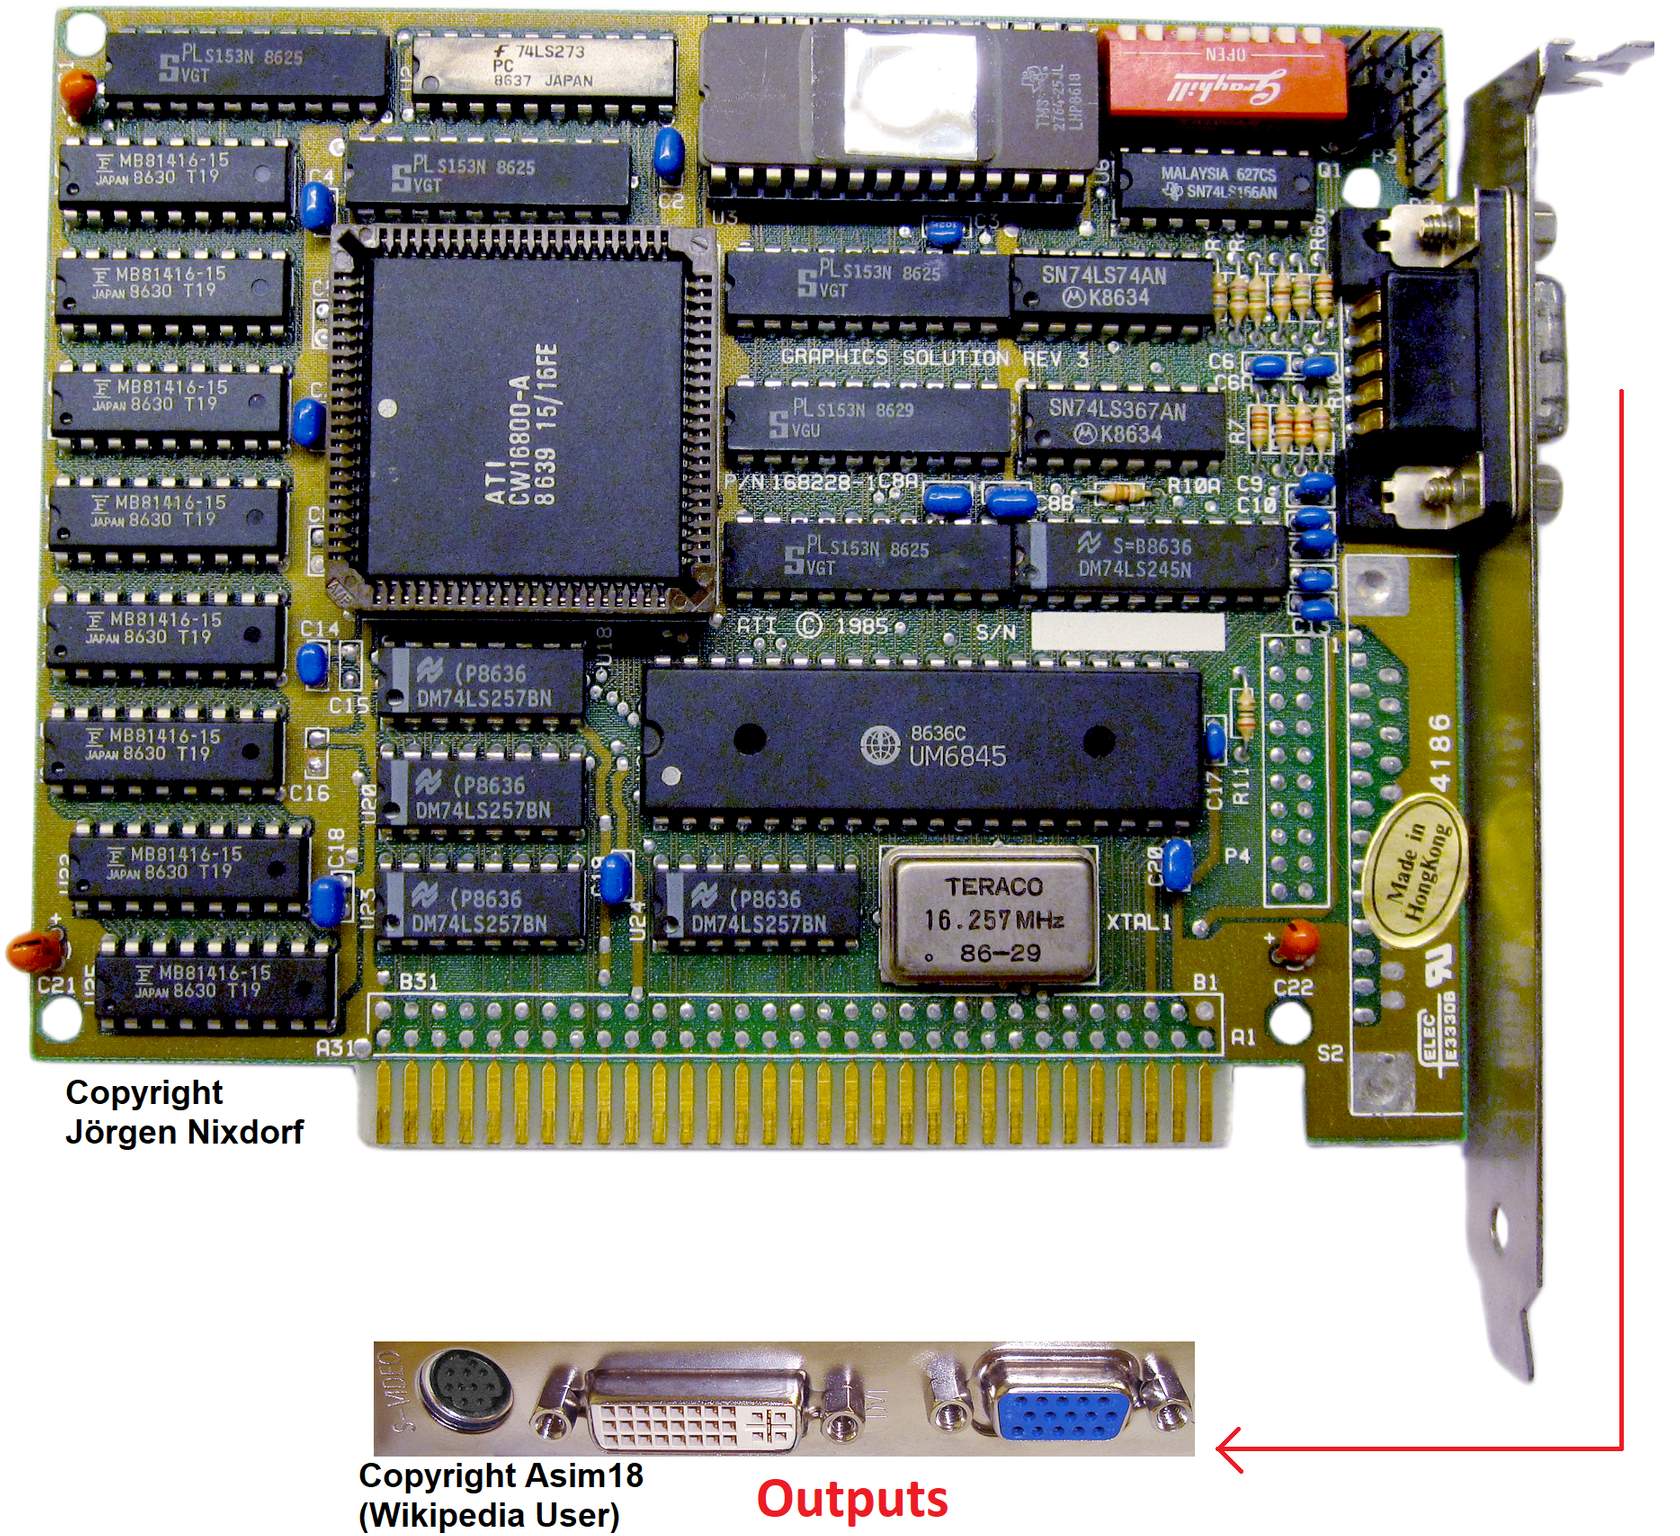 PLS153N 8625
VGT
74LS273
PC
8637 JAPAN
OPEN
Grayhill
TMS
2764-25JL
LHP8618
MB81416-15
JAPAN 8630 T19
C4
PLS153N 8625
VGT
C2
U3
C3
MALAYSIA 627CS
SN74LS166AN
Q1
P3
MB81416-15
JAPAN 8630 T19
PLS153N 8625
VGT
SN74LS74AN
K8634
GRAPHICS SOLUTION REV 3
C6
C6A
MB81416-15
JAPAN 8630 T19
ATI
CW16800-A
8639 15/16FE
PLS153N 8629
VGU
SN74LS367AN
K8634
R7
P/N 168228-1
C8A
C8B
R10A
C9
C10
MB81416-15
JAPAN 8630 T19
PLS153N 8625
VGT
S=B8636
DM74LS245N
AMP
ATI © 1985
S/N
MB81416-15
JAPAN 8630 T19
C14
C15
U18
(P8636
DM74LS257BN
1
8636C
UM6845
C17
R11
4186
MB81416-15
JAPAN 8630 T19
C16
U20
(P8636
DM74LS257BN
MB81416-15
JAPAN 8630 T19
C18
U23
(P8636
DM74LS257BN
U24
(P8636
DM74LS257BN
TERACO
16.257MHz
86-29
XTAL1
C20
P4
Made in
HongKong
C21
MB81416-15
JAPAN 8630 T19
B31
B1
C22
A31
A1
S2
ELEC
E3330B
Copyright
Jörgen Nixdorf
S-VIDEO
DVI
Copyright Asim18
(Wikipedia User)
Outputs